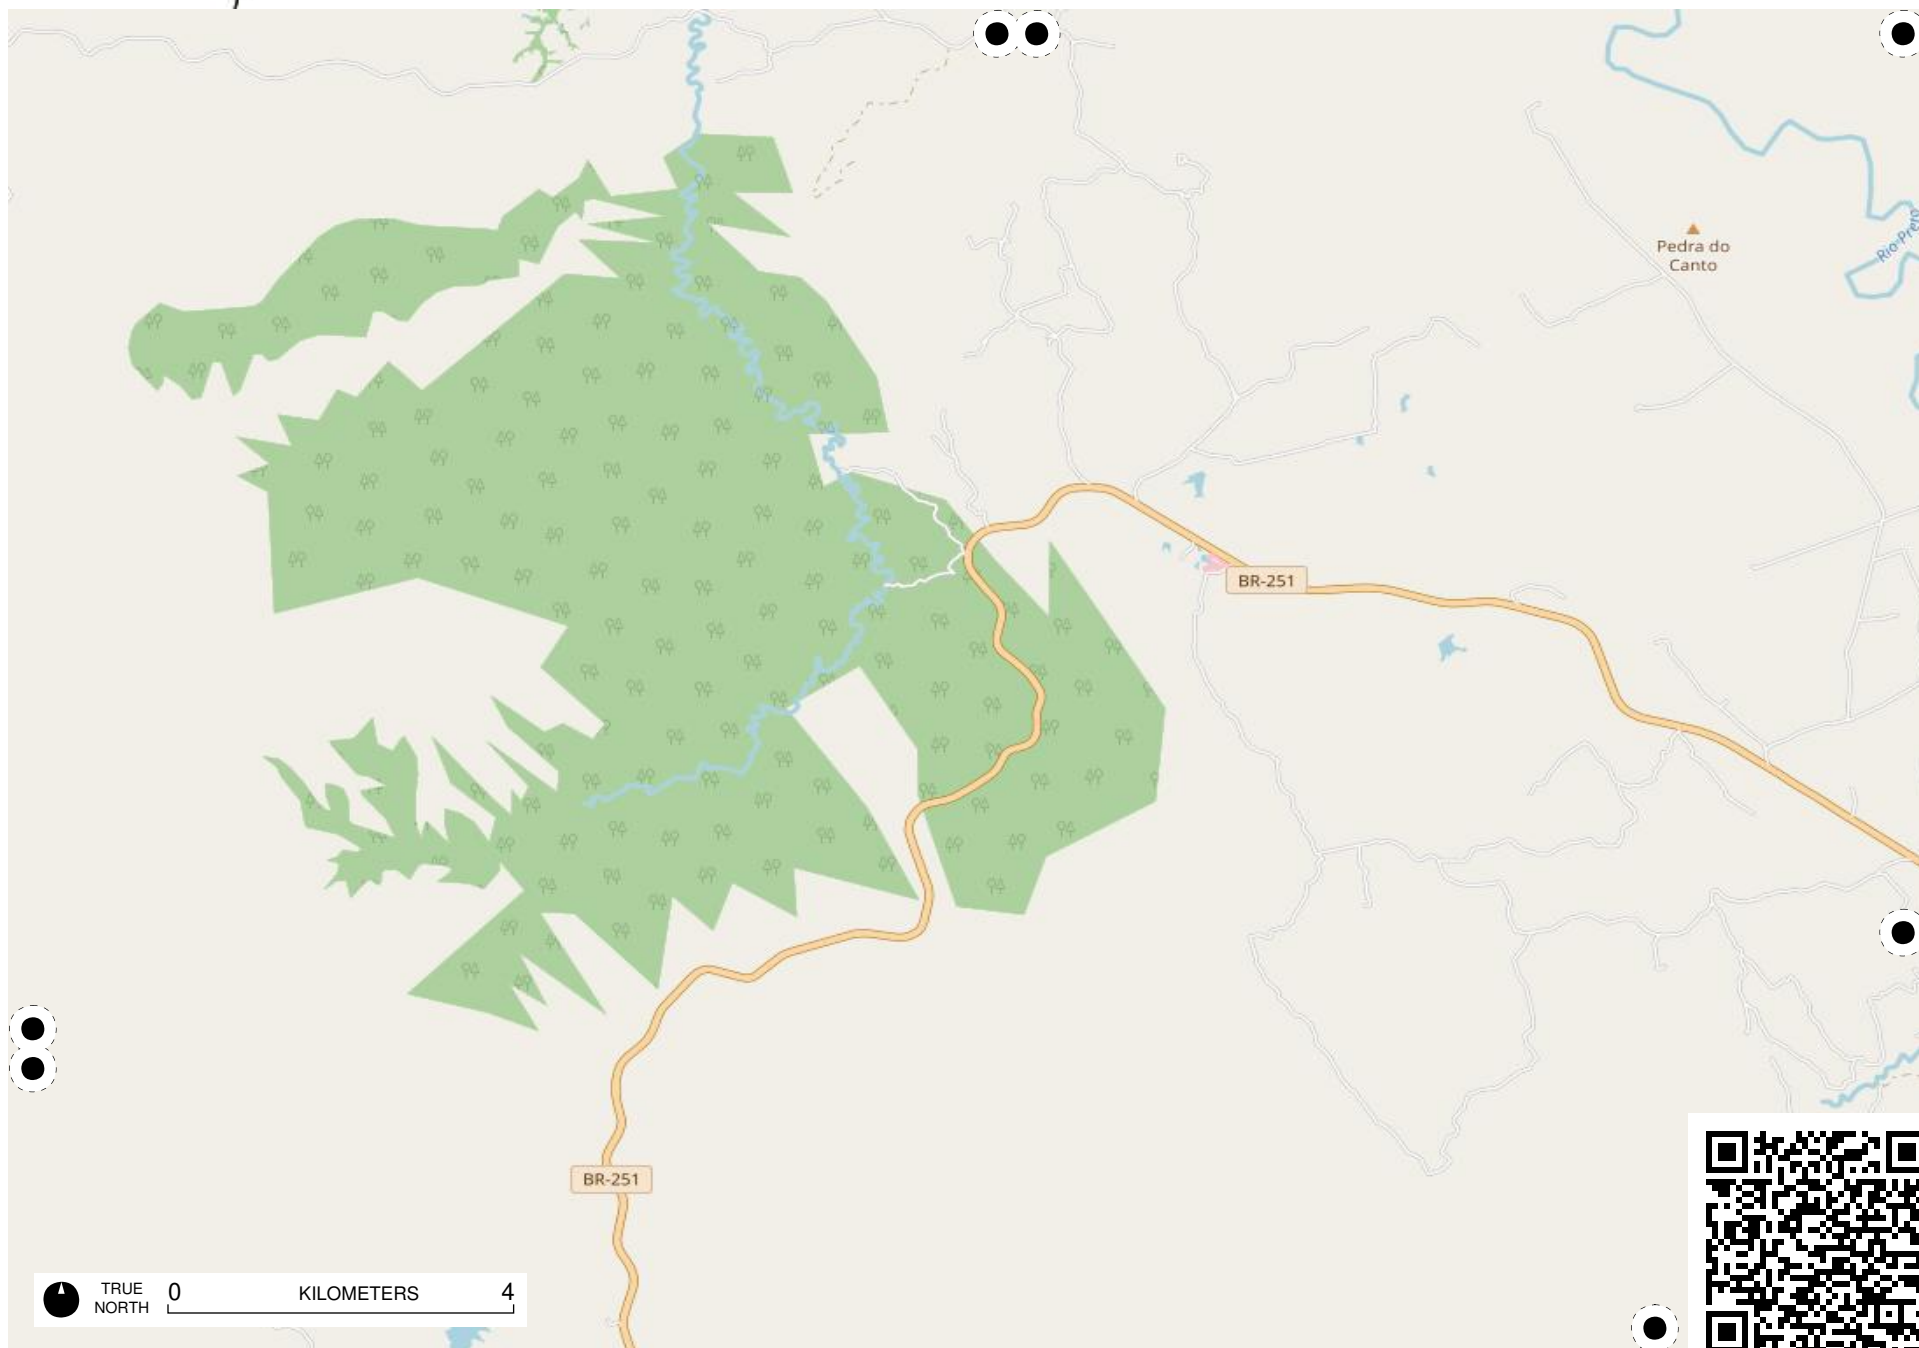 Pedra do
Canto
Rio Preto
BR-251
BR-251
TRUE
NORTH
0 KILOMETERS 4